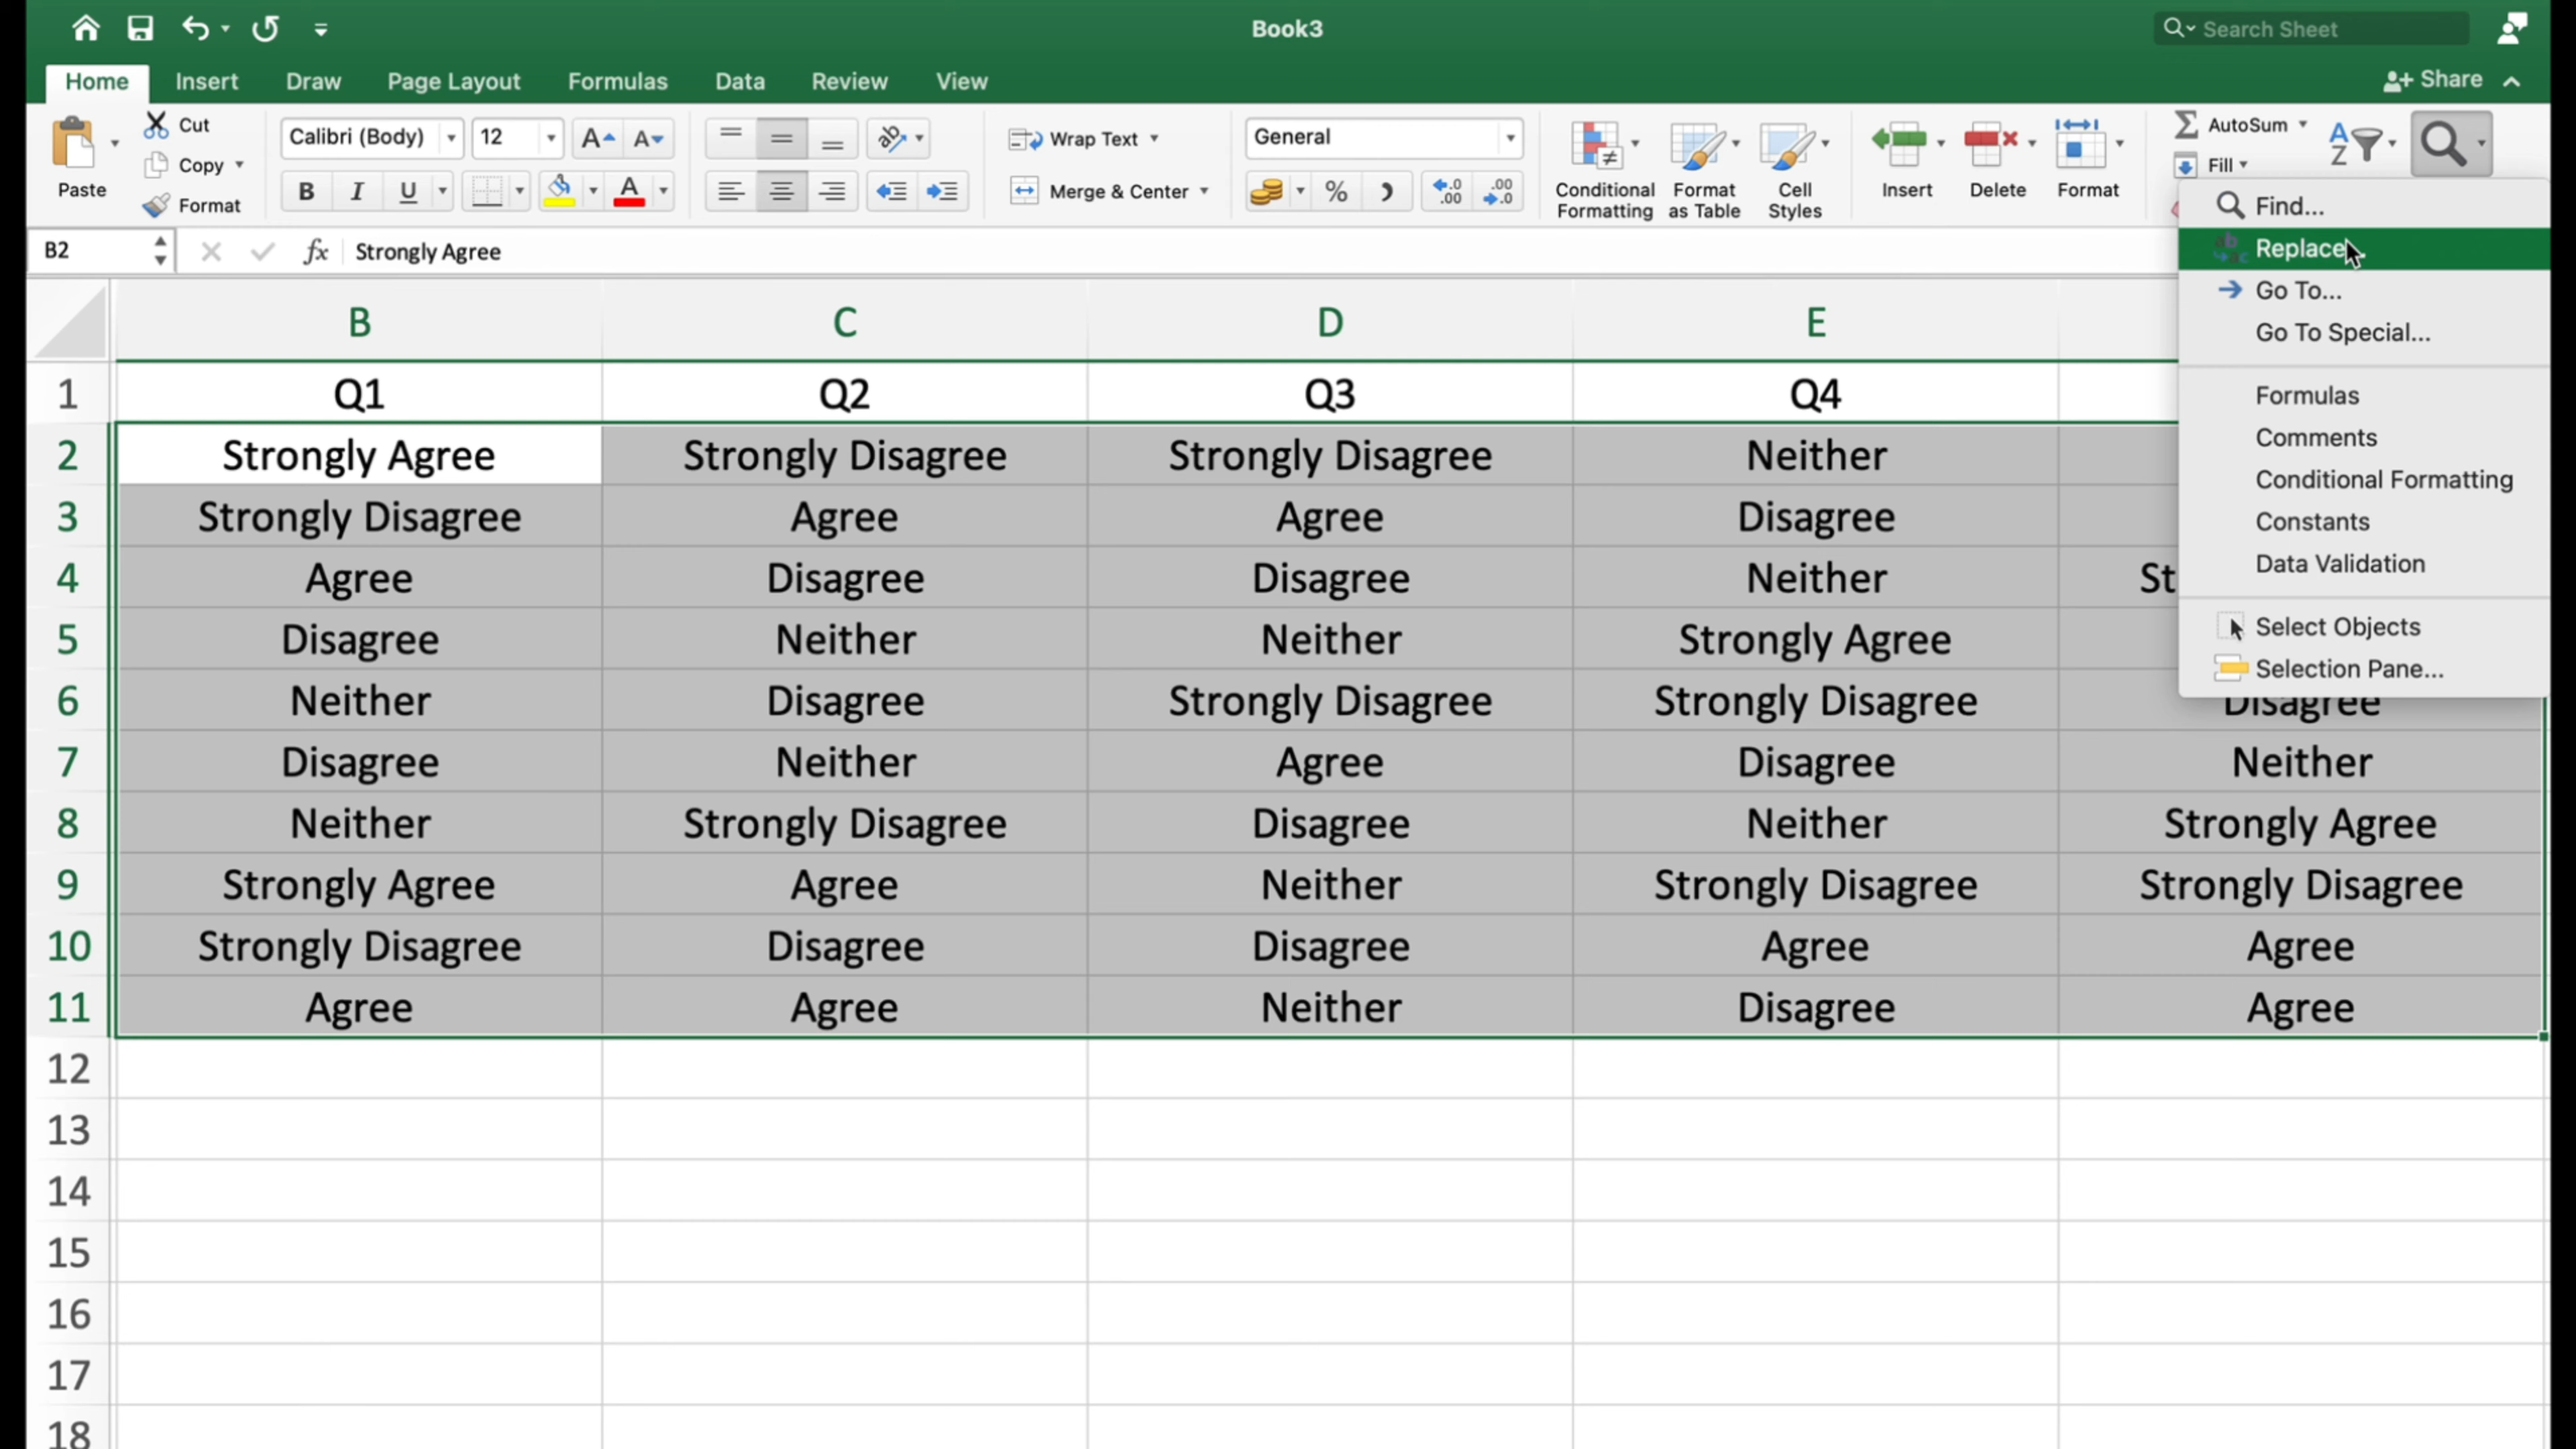 Book3
Search Sheet
Home Insert Draw Page Layout Formulas Data Review View Share
Paste Cut Copy Format
Calibri (Body) 12 A A
B I U A
ab
Wrap Text
Merge & Center
General
% .0 .00 .00 .0
Conditional Formatting
Format as Table
Cell Styles
Insert Delete Format
AutoSum
Fill
A Z
B2 fx Strongly Agree
Find...
Replace
Go To...
Go To Special...
Formulas
Comments
Conditional Formatting
Constants
Data Validation
Select Objects
Selection Pane...
B C D E
1 Q1 Q2 Q3 Q4
2 Strongly Agree Strongly Disagree Strongly Disagree Neither
3 Strongly Disagree Agree Agree Disagree
4 Agree Disagree Disagree Neither St
5 Disagree Neither Neither Strongly Agree
6 Neither Disagree Strongly Disagree Strongly Disagree Disagree
7 Disagree Neither Agree Disagree Neither
8 Neither Strongly Disagree Disagree Neither Strongly Agree
9 Strongly Agree Agree Neither Strongly Disagree Strongly Disagree
10 Strongly Disagree Disagree Disagree Agree Agree
11 Agree Agree Neither Disagree Agree
12
13
14
15
16
17
18